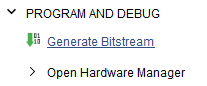 PROGRAM AND DEBUG
Generate Bitstream
Open Hardware Manager